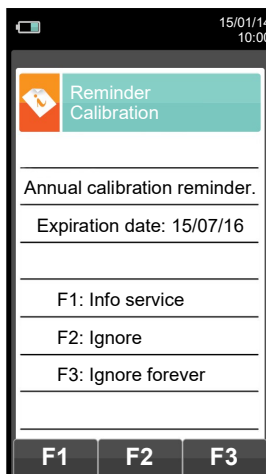 15/01/14
10:00
Reminder
Calibration
Annual calibration reminder.
Expiration date: 15/07/16
F1: Info service
F2: Ignore
F3: Ignore forever
F1 F2 F3